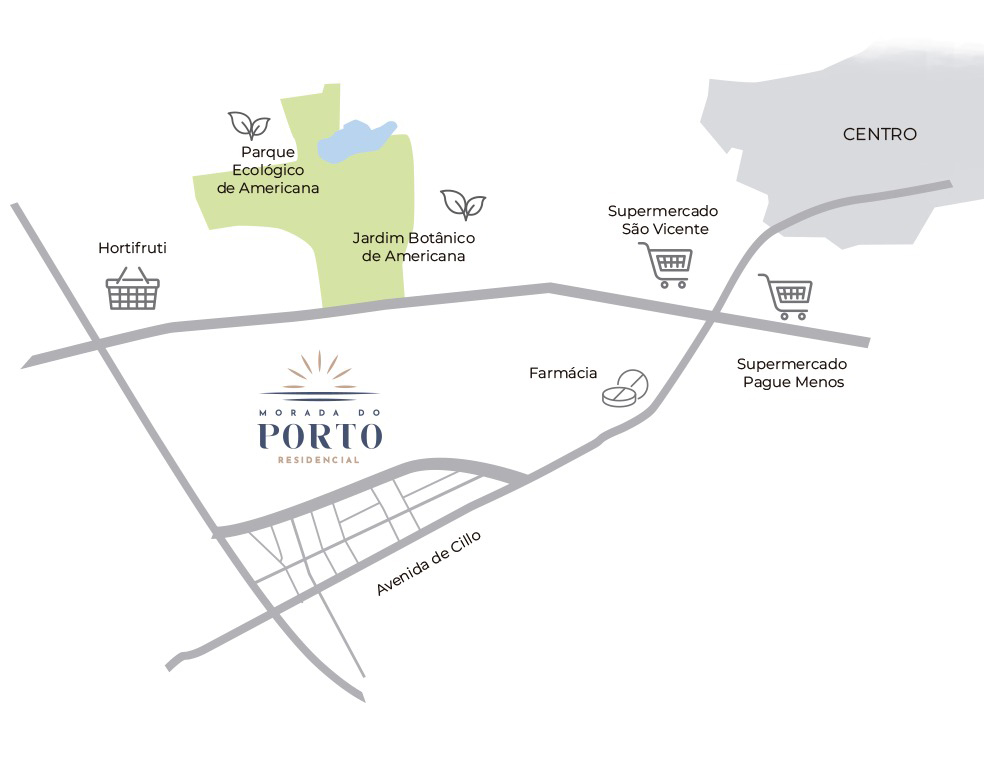 CENTRO
Parque
Ecológico
de Americana
Supermercado
São Vicente
Jardim Botânico
de Americana
Hortifruti
Supermercado
Pague Menos
Farmácia
MORADA DO
PORTO
RESIDENCIAL
Avenida de Cillo